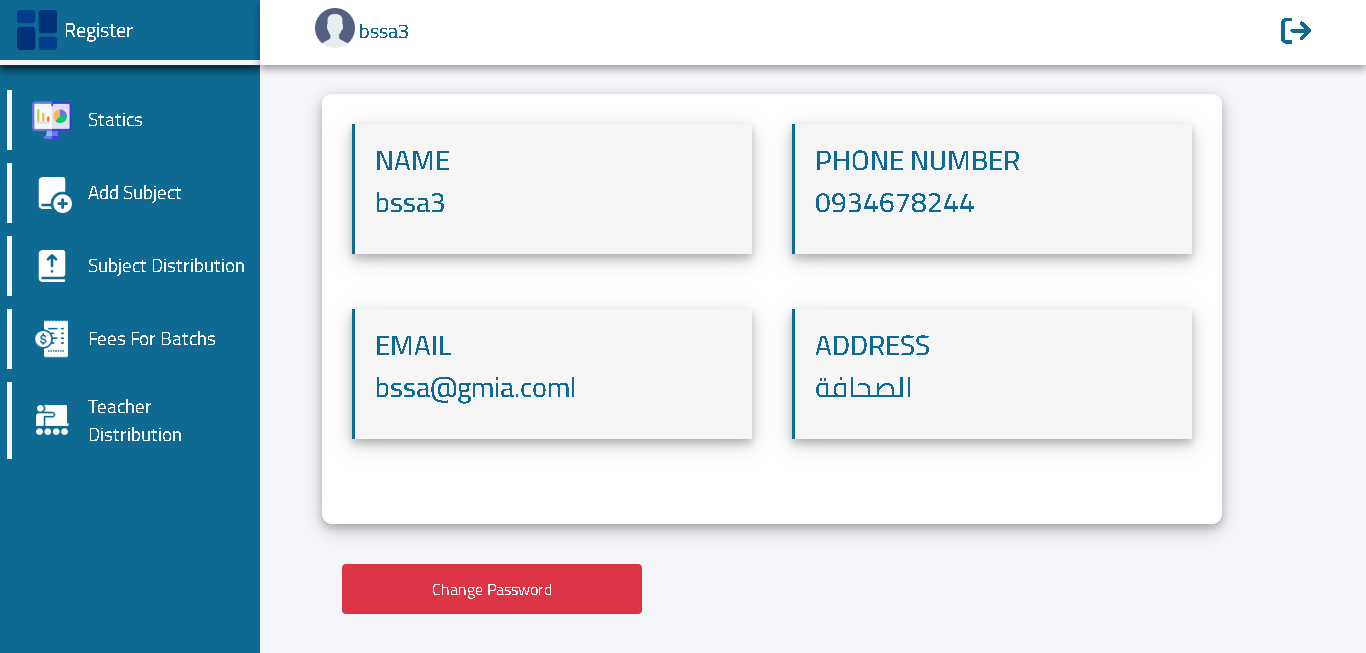 Register
bssa3
Statics
Add Subject
Subject Distribution
Fees For Batchs
Teacher
Distribution
NAME
bssa3
PHONE NUMBER
0934678244
EMAIL
bssa@gmia.coml
ADDRESS
الصحافة
Change Password